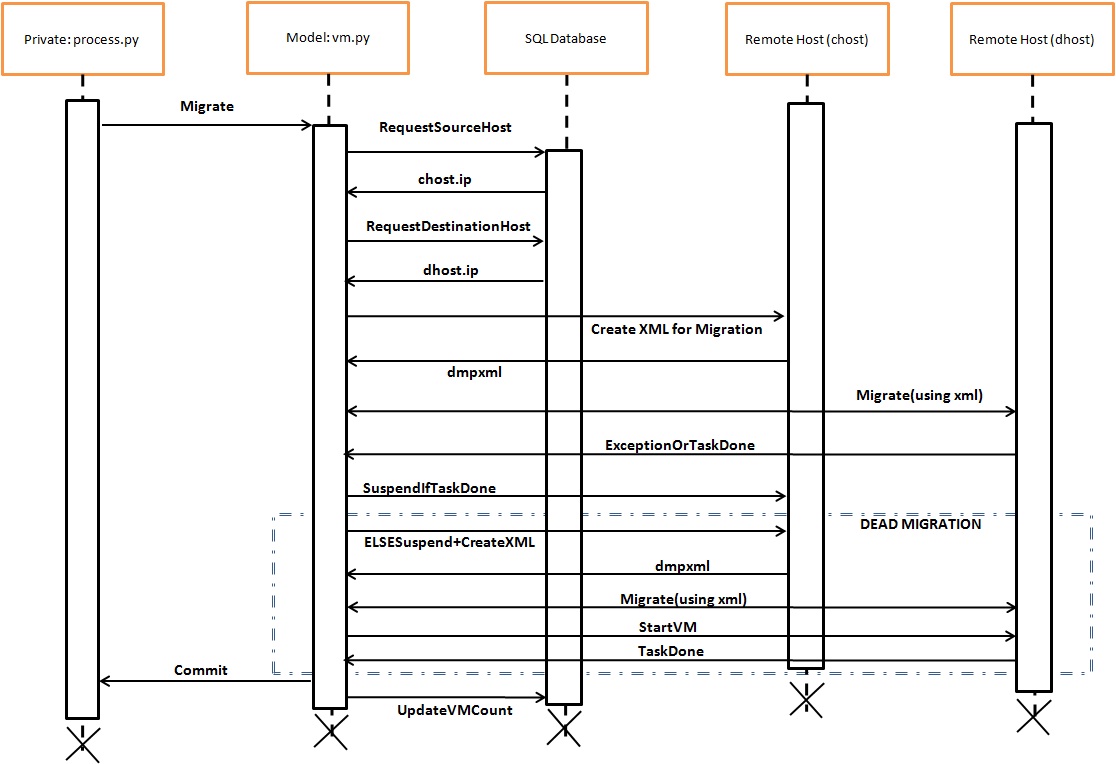 Private: process.py
Model: vm.py
SQL Database
Remote Host (chost)
Remote Host (dhost)
Migrate
RequestSourceHost
chost.ip
RequestDestinationHost
dhost.ip
Create XML for Migration
dmpxml
Migrate(using xml)
ExceptionOrTaskDone
SuspendIfTaskDone
DEAD MIGRATION
ELSESuspend+CreateXML
dmpxml
Migrate(using xml)
StartVM
TaskDone
Commit
UpdateVMCount